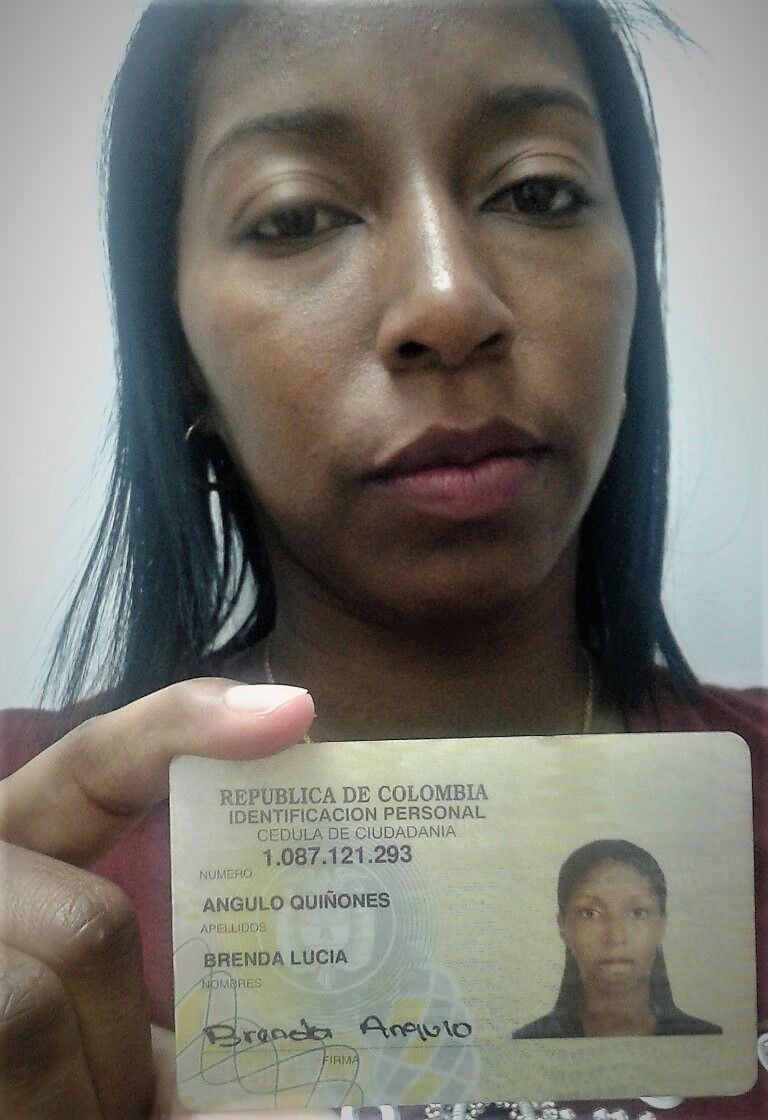 REPUBLICA DE COLOMBIA
IDENTIFICACION PERSONAL
CEDULA DE CIUDADANIA
1.087.121.293
NUMERO
ANGULO QUIÑONES
APELLIDOS
BRENDA LUCIA
NOMBRES
Brenda Angulo
FIRMA